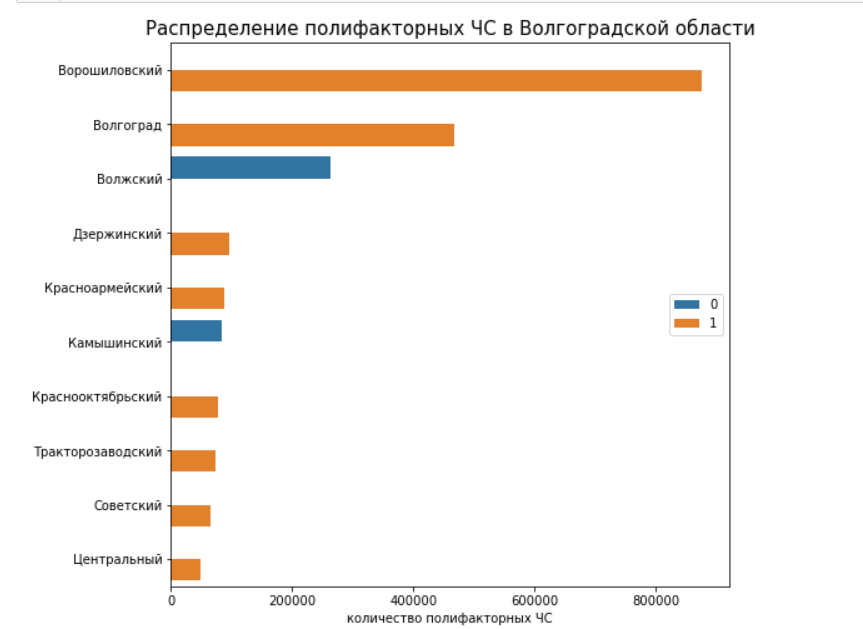 Распределение полифакторных ЧС в Волгоградской области
Ворошиловский
Волгоград
Волжский
Дзержинский
Красноармейский
Камышинский
Краснооктябрьский
Тракторозаводский
Советский
Центральный
0
1
0 200000 400000 600000 800000
количество полифакторных ЧС